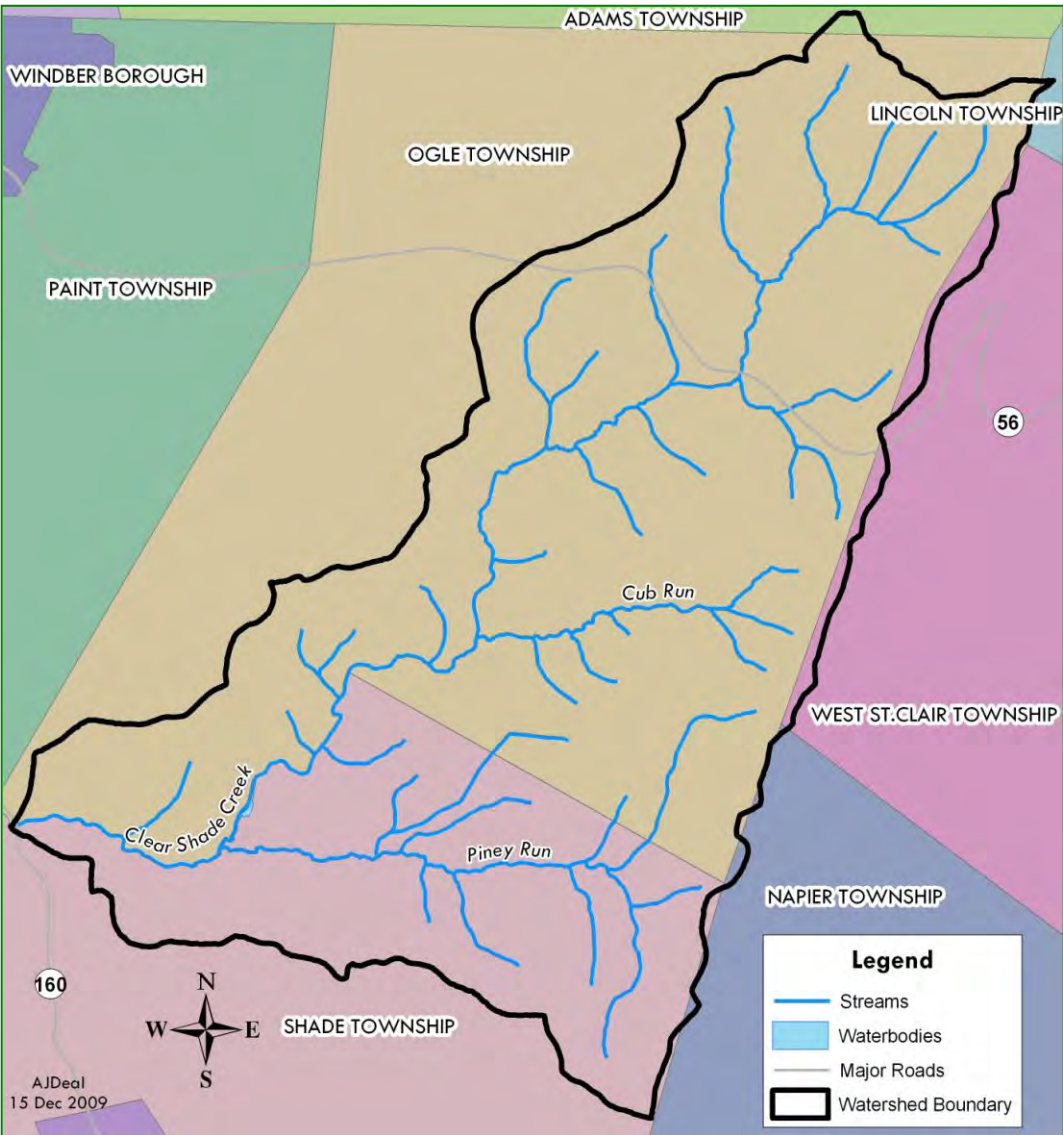 ADAMS TOWNSHIP
WINDBER BOROUGH
LINCOLN TOWNSHIP
OGLE TOWNSHIP
PAINT TOWNSHIP
56
Cub Run
WEST ST.CLAIR TOWNSHIP
Clear Shade Creek
Piney Run
NAPIER TOWNSHIP
160
N
W E
S
SHADE TOWNSHIP
AJDeal
15 Dec 2009
Legend
Streams
Waterbodies
Major Roads
Watershed Boundary